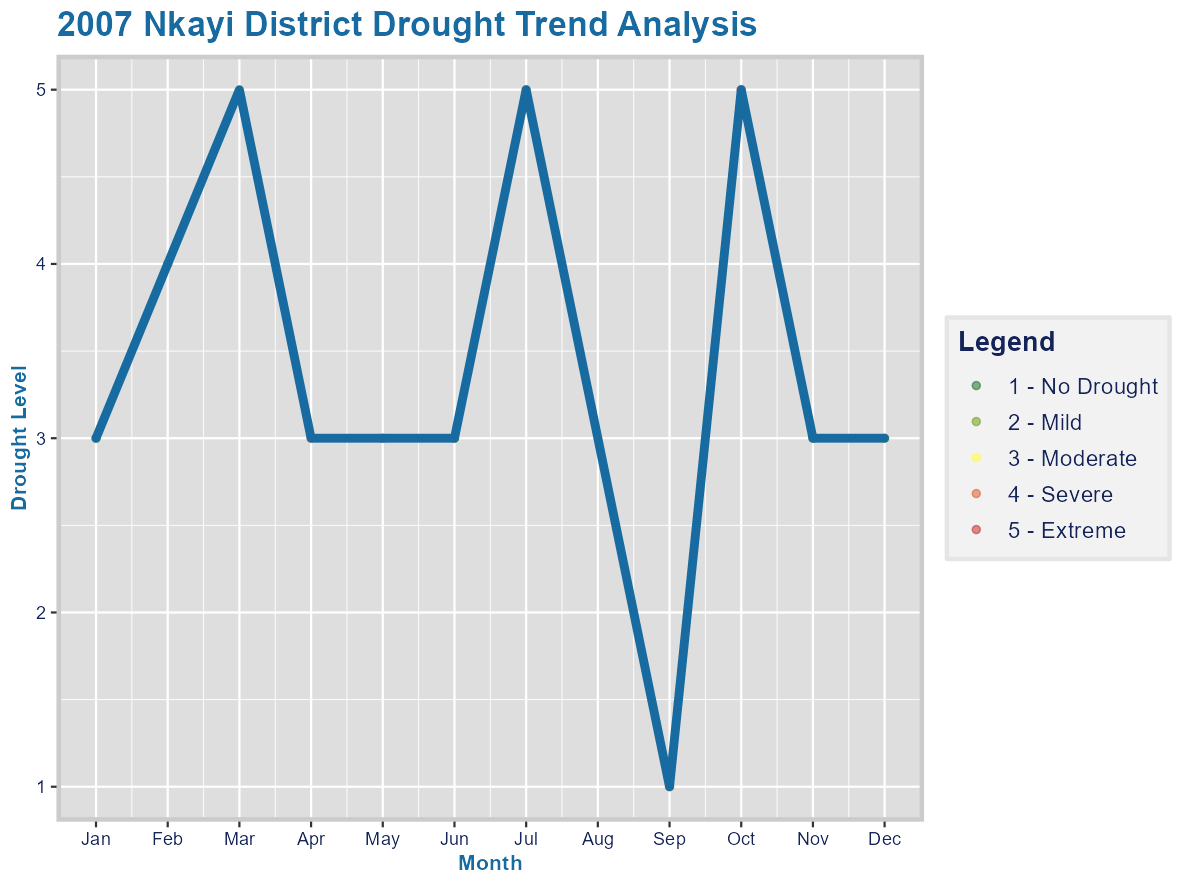 2007 Nkayi District Drought Trend Analysis
Drought Level
5
4
3
2
1
Jan Feb Mar Apr May Jun Jul Aug Sep Oct Nov Dec
Month
Legend
1 - No Drought
2 - Mild
3 - Moderate
4 - Severe
5 - Extreme